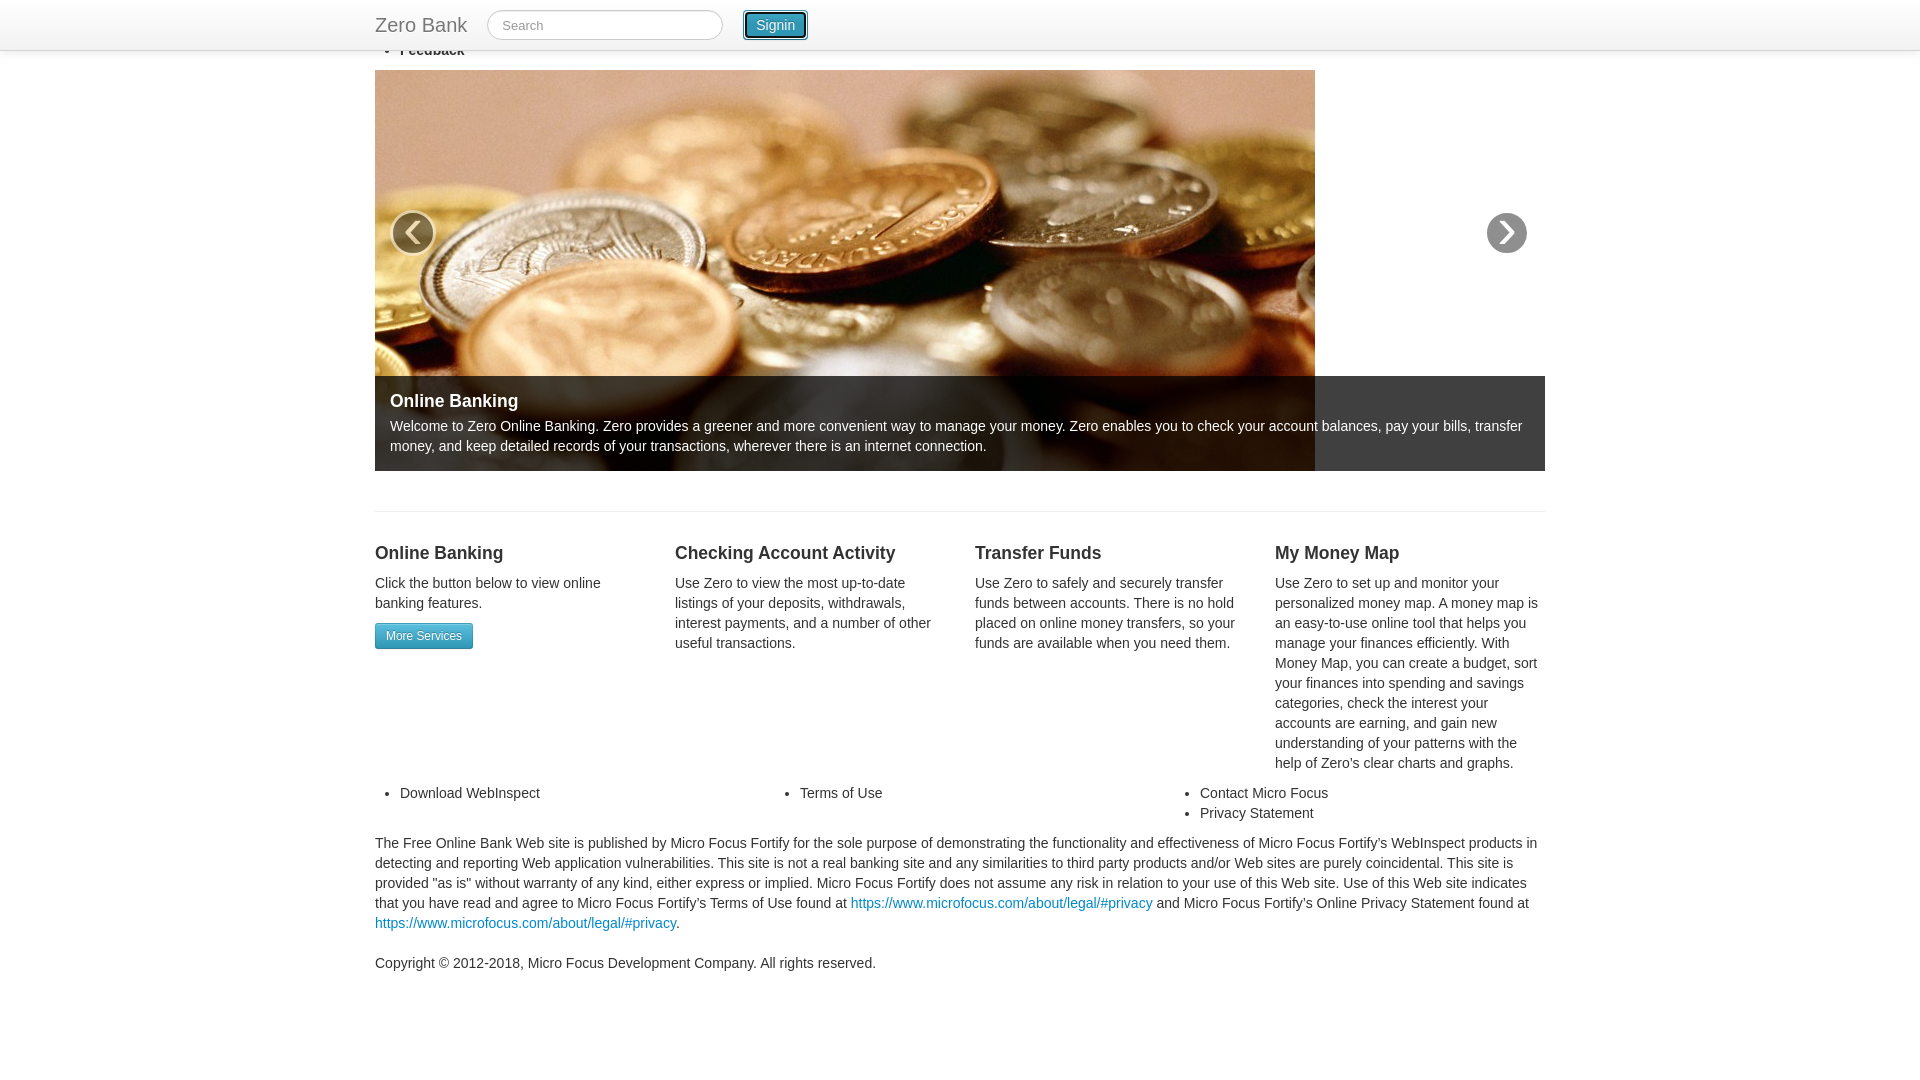 Zero Bank
Search
Signin
Feedback
‹
›
Online Banking
Welcome to Zero Online Banking. Zero provides a greener and more convenient way to manage your money. Zero enables you to check your account balances, pay your bills, transfer
money, and keep detailed records of your transactions, wherever there is an internet connection.
Online Banking
Click the button below to view online
banking features.
More Services
Checking Account Activity
Use Zero to view the most up-to-date
listings of your deposits, withdrawals,
interest payments, and a number of other
useful transactions.
Transfer Funds
Use Zero to safely and securely transfer
funds between accounts. There is no hold
placed on online money transfers, so your
funds are available when you need them.
My Money Map
Use Zero to set up and monitor your
personalized money map. A money map is
an easy-to-use online tool that helps you
manage your finances efficiently. With
Money Map, you can create a budget, sort
your finances into spending and savings
categories, check the interest your
accounts are earning, and gain new
understanding of your patterns with the
help of Zero’s clear charts and graphs.
• Download WebInspect
• Terms of Use
• Contact Micro Focus
• Privacy Statement
The Free Online Bank Web site is published by Micro Focus Fortify for the sole purpose of demonstrating the functionality and effectiveness of Micro Focus Fortify’s WebInspect products in
detecting and reporting Web application vulnerabilities. This site is not a real banking site and any similarities to third party products and/or Web sites are purely coincidental. This site is
provided "as is" without warranty of any kind, either express or implied. Micro Focus Fortify does not assume any risk in relation to your use of this Web site. Use of this Web site indicates
that you have read and agree to Micro Focus Fortify’s Terms of Use found at https://www.microfocus.com/about/legal/#privacy and Micro Focus Fortify’s Online Privacy Statement found at
https://www.microfocus.com/about/legal/#privacy.
Copyright © 2012-2018, Micro Focus Development Company. All rights reserved.